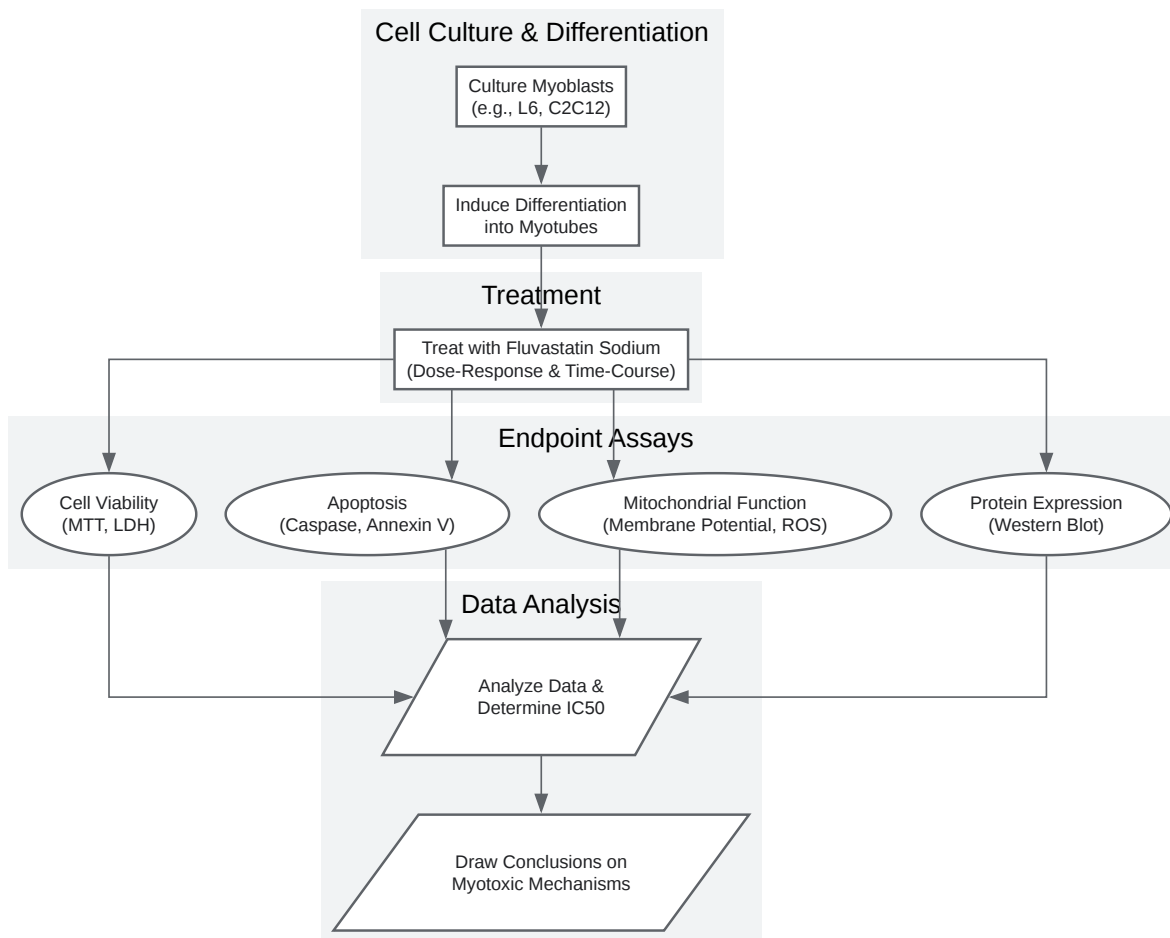 Cell Culture & Differentiation
Culture Myoblasts
(e.g., L6, C2C12)
Induce Differentiation
into Myotubes
Treatment
Treat with Fluvastatin Sodium
(Dose-Response & Time-Course)
Endpoint Assays
Cell Viability
(MTT, LDH)
Apoptosis
(Caspase, Annexin V)
Mitochondrial Function
(Membrane Potential, ROS)
Protein Expression
(Western Blot)
Data Analysis
Analyze Data &
Determine IC50
Draw Conclusions on
Myotoxic Mechanisms